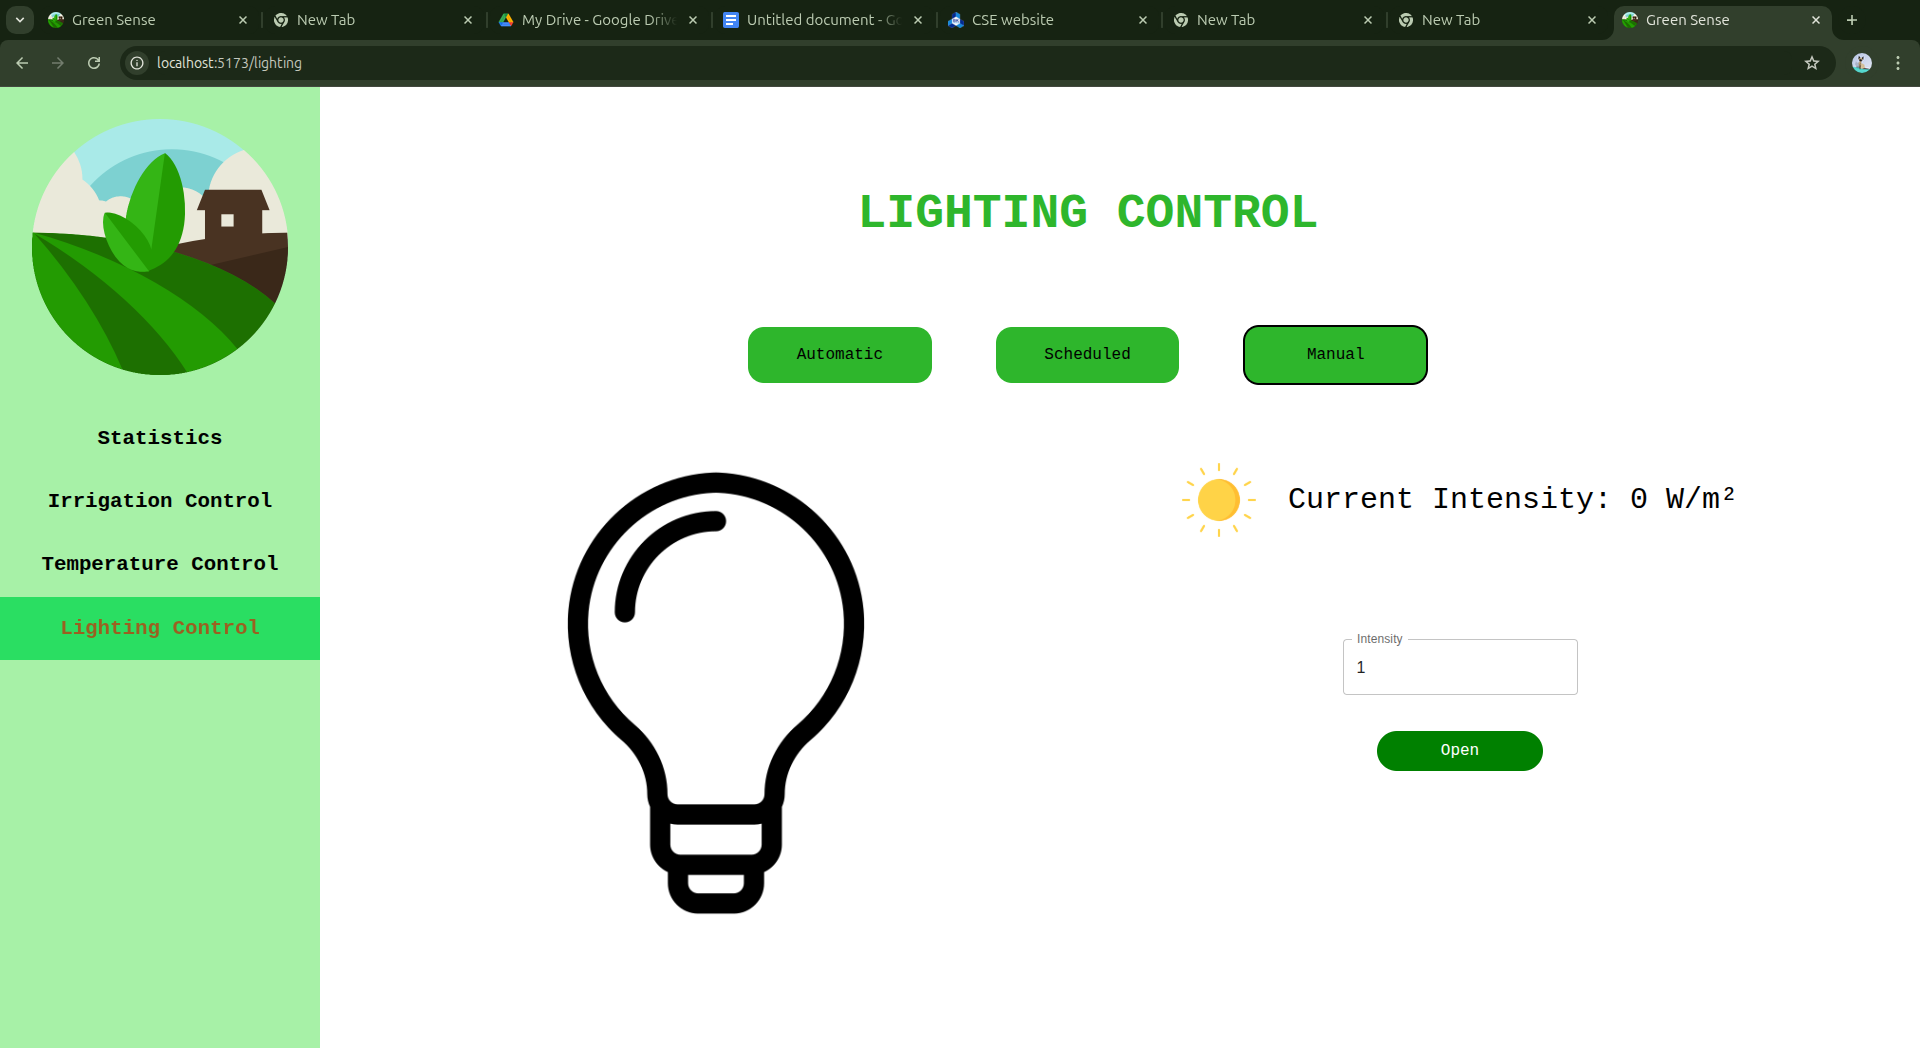 Green Sense
New Tab
My Drive - Google Drive
Untitled document - Go
CSE website
New Tab
New Tab
Green Sense
localhost:5173/lighting
LIGHTING CONTROL
Automatic
Scheduled
Manual
Statistics
Irrigation Control
Temperature Control
Lighting Control
Current Intensity: 0 W/m²
Intensity
1
Open